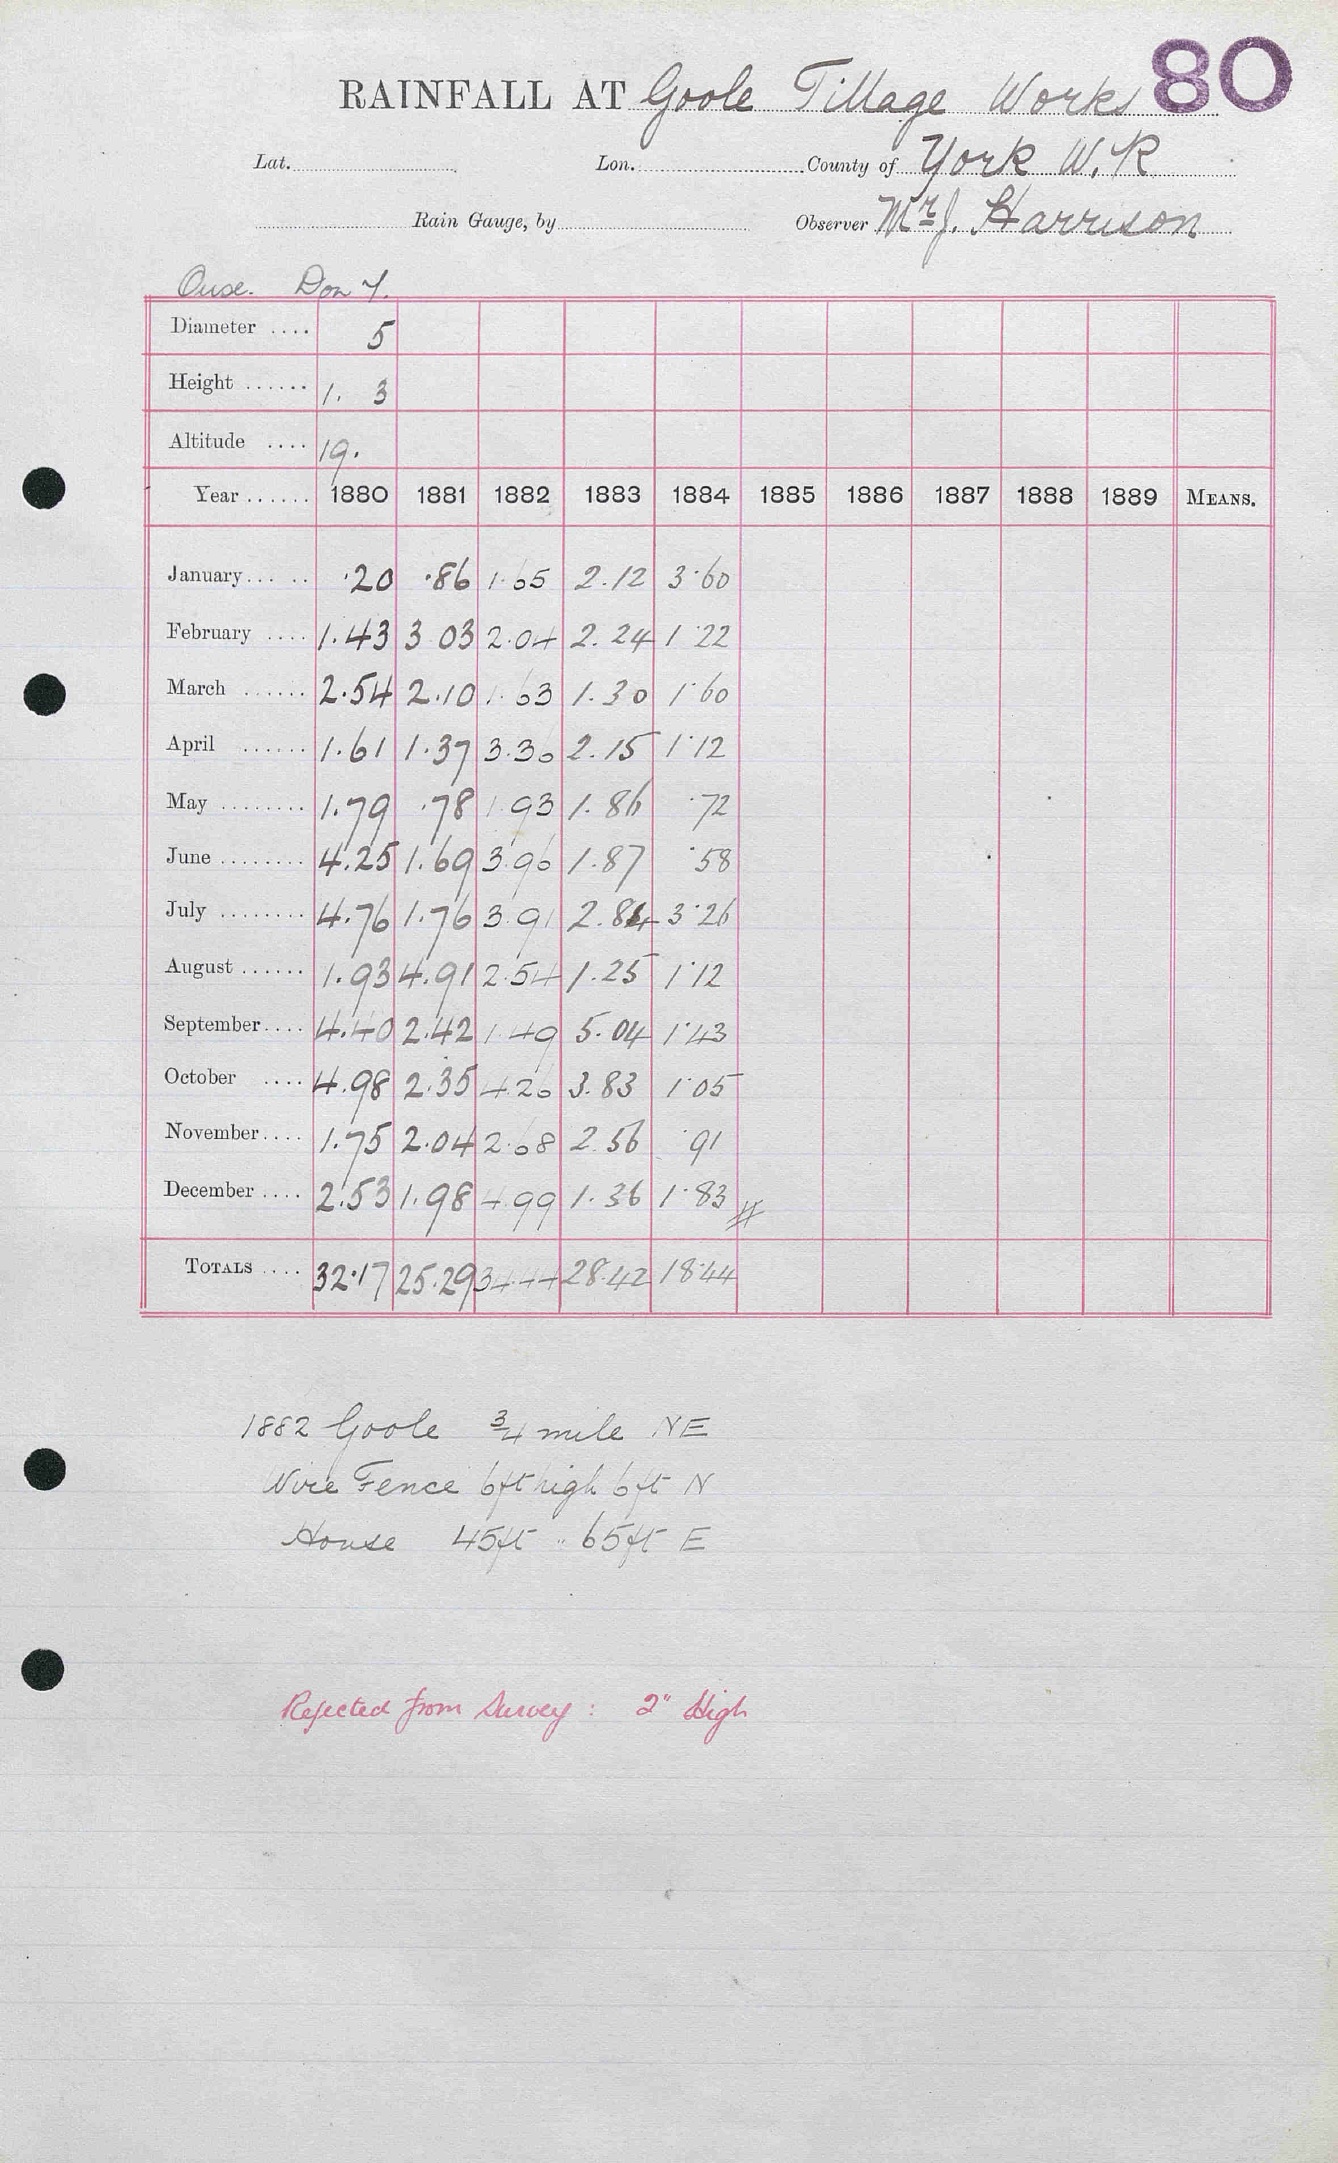 80
RAINFALL AT Goole Tillage Works
Lat. Lon. County of York W.R
Rain Gauge, by Observer Mr J. Harrison
Ouse. Don Y.
Diameter .... 5
Height ...... 1. 3
Altitude .... 19.
Year ...... 1880 1881 1882 1883 1884 1885 1886 1887 1888 1889 MEANS.
January... .. .20 .86 1.65 2.12 3.60
February .... 1.43 3 03 2.04 2.24 1.22
March ...... 2.54 2.10 1.63 1.30 1.60
April ...... 1.61 1.37 3.36 2.15 1.12
May ........ 1.79 .78 1.93 1.86 .72
June ........ 4.25 1.69 3.96 1.87 .58
July ........ 4.76 1.76 3.91 2.84 3.26
August ...... 1.93 4.91 2.54 1.25 1.12
September.... 4.40 2.42 1.49 5.04 1.43
October .... 4.98 2.35 4.26 3.83 1.05
November.... 1.75 2.04 2.68 2.56 .91
December .... 2.53 1.98 4.99 1.36 1.83
TOTALS .... 32.17 25.29 34.44 28.42 18.44
1882 Goole 3/4 mile NE
Wire Fence 6ft high 6ft N
House 45ft " 65ft E
Rejected from Survey: 2" High